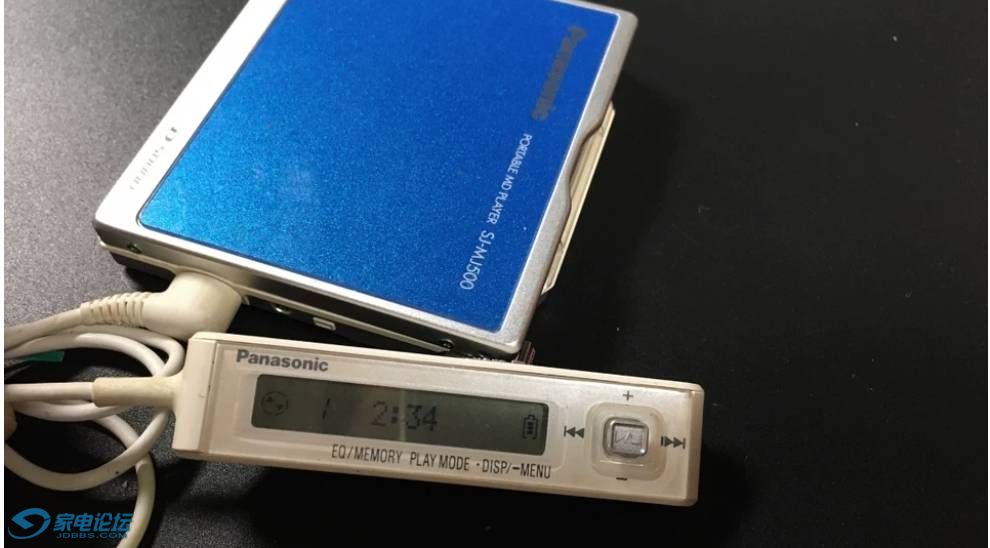 Panasonic
PORTABLE MD PLAYER SJ-MJ500
Panasonic
1 2:34
EQ/MEMORY PLAY MODE ·DISP/–MENU
+
−
家电论坛
JDBBS.COM